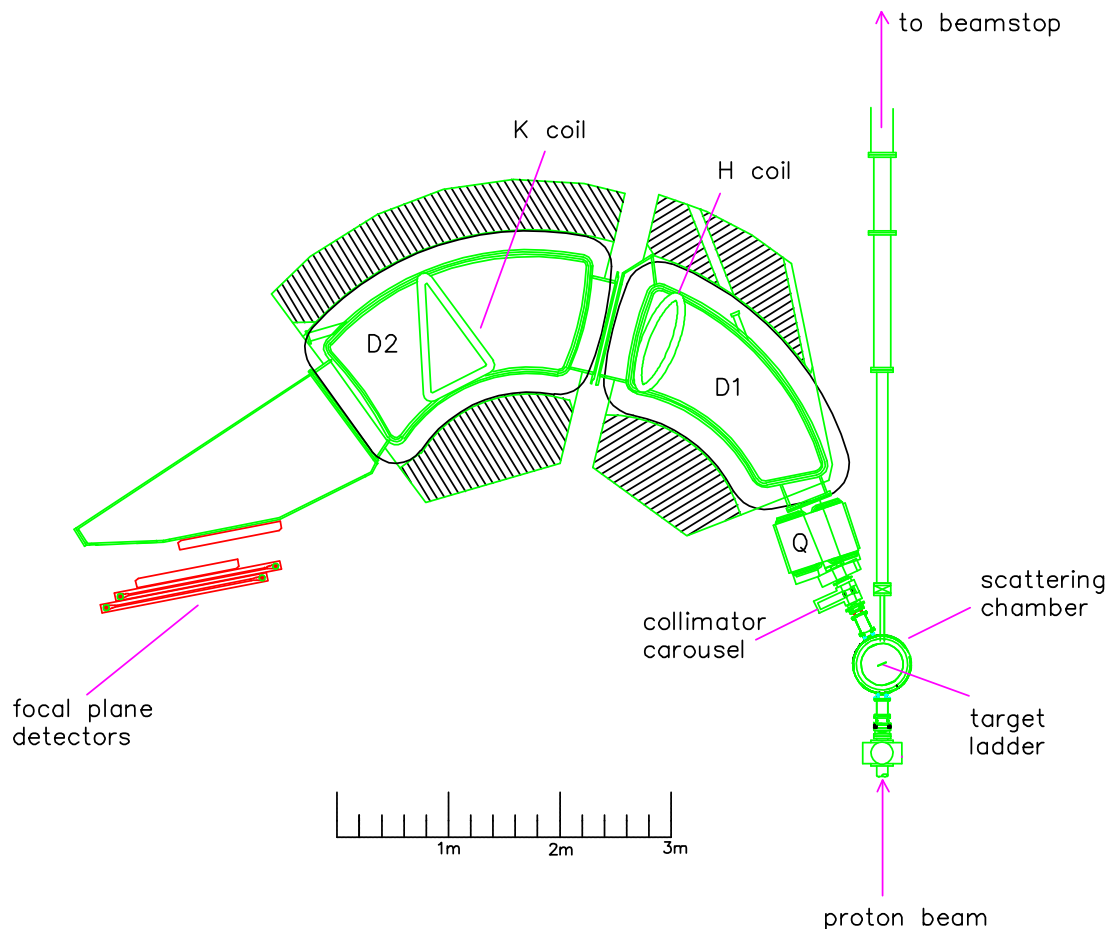 to beamstop
K coil
H coil
D2
D1
Q
scattering
chamber
collimator
carousel
focal plane
detectors
target
ladder
1m
2m
3m
proton beam